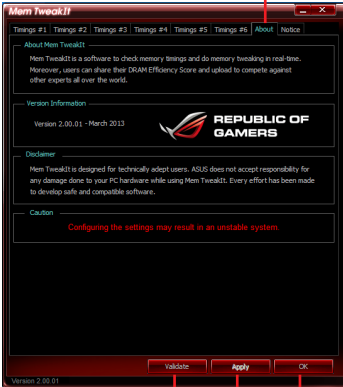 Mem TweakIt
Timings #1 Timings #2 Timings #3 Timings #4 Timings #5 Timings #6 About Notice
About Mem TweakIt
Mem TweakIt is a software to check memory timings and do memory tweaking in real-time.
Moreover, users can share their DRAM Efficiency Score and upload to compete against
other experts all over the world.
Version Information
Version 2.00.01 - March 2013
REPUBLIC OF
GAMERS
Disclaimer
Mem TweakIt is designed for technically adept users. ASUS does not accept responsibility for
any damage done to your PC hardware while using Mem TweakIt. Every effort has been made
to develop safe and compatible software.
Caution
Configuring the settings may result in an unstable system
Validate Apply OK
Version 2.00.01